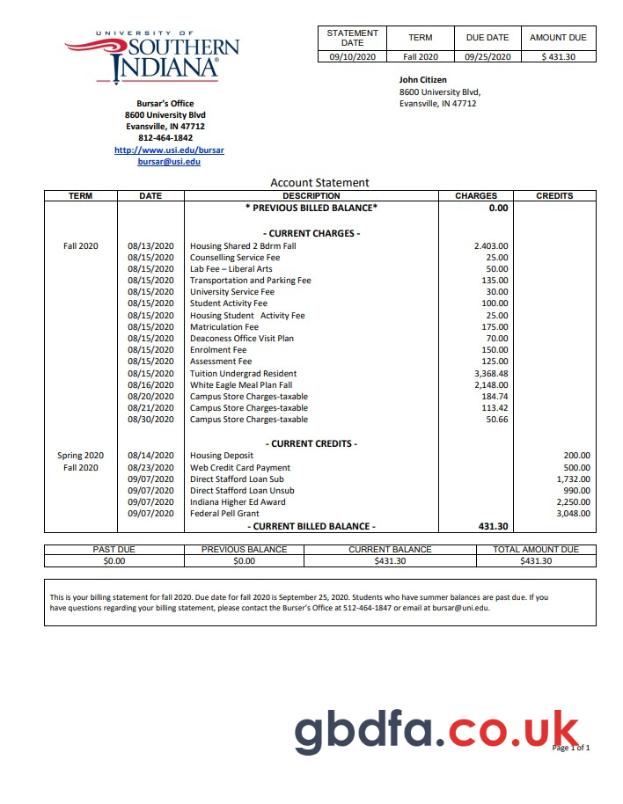 UNIVERSITY OF
SOUTHERN
INDIANA®
STATEMENT DATE TERM DUE DATE AMOUNT DUE
09/10/2020 Fall 2020 09/25/2020 $ 431.30
John Citizen
8600 University Blvd,
Evansville, IN 47712
Bursar's Office
8600 University Blvd
Evansville, IN 47712
812-464-1842
http://www.usi.edu/bursar
bursar@usi.edu
Account Statement
TERM DATE DESCRIPTION CHARGES CREDITS
* PREVIOUS BILLED BALANCE* 0.00
- CURRENT CHARGES -
Fall 2020 08/13/2020 Housing Shared 2 Bdrm Fall 2.403.00
08/15/2020 Counselling Service Fee 25.00
08/15/2020 Lab Fee – Liberal Arts 50.00
08/15/2020 Transportation and Parking Fee 135.00
08/15/2020 University Service Fee 30.00
08/15/2020 Student Activity Fee 100.00
08/15/2020 Housing Student Activity Fee 25.00
08/15/2020 Matriculation Fee 175.00
08/15/2020 Deaconess Office Visit Plan 70.00
08/15/2020 Enrolment Fee 150.00
08/15/2020 Assessment Fee 125.00
08/15/2020 Tuition Undergrad Resident 3,368.48
08/16/2020 White Eagle Meal Plan Fall 2,148.00
08/20/2020 Campus Store Charges-taxable 184.74
08/21/2020 Campus Store Charges-taxable 113.42
08/30/2020 Campus Store Charges-taxable 50.66
- CURRENT CREDITS -
Spring 2020 08/14/2020 Housing Deposit 200.00
Fall 2020 08/23/2020 Web Credit Card Payment 500.00
09/07/2020 Direct Stafford Loan Sub 1,732.00
09/07/2020 Direct Stafford Loan Unsub 990.00
09/07/2020 Indiana Higher Ed Award 2,250.00
09/07/2020 Federal Pell Grant 3,048.00
- CURRENT BILLED BALANCE - 431.30
PAST DUE PREVIOUS BALANCE CURRENT BALANCE TOTAL AMOUNT DUE
$0.00 $0.00 $431.30 $431.30
This is your billing statement for fall 2020. Due date for fall 2020 is September 25, 2020. Students who have summer balances are past due. If you
have questions regarding your billing statement, please contact the Burser's Office at 512-464-1847 or email at bursar@uni.edu.
gbdfa.co.uk
Page 1 of 1